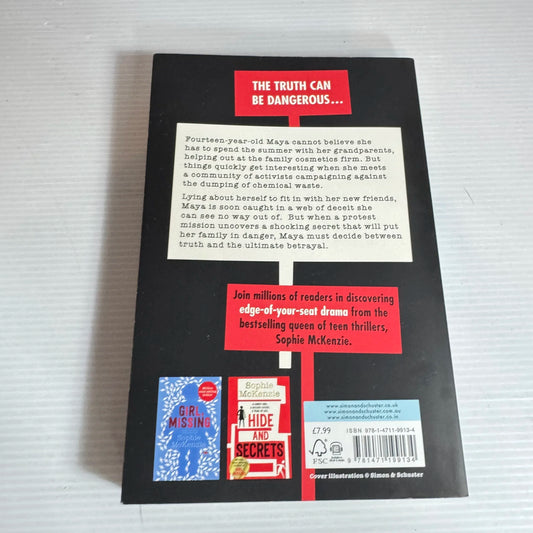 THE TRUTH CAN
BE DANGEROUS...
Fourteen-year-old Maya cannot believe she
has to spend the summer with her grandparents,
helping out at the family cosmetics firm. But
things quickly get interesting when she meets
a community of activists campaigning against
the dumping of chemical waste.
Lying about herself to fit in with her new friends,
Maya is soon caught in a web of deceit she
can see no way out of. But when a protest
mission uncovers a shocking secret that will put
her family in danger, Maya must decide between
truth and the ultimate betrayal.
Join millions of readers in discovering
edge-of-your-seat drama from the
bestselling queen of teen thrillers,
Sophie McKenzie.
GIRL,
MISSING
Sophie
McKenzie
Sophie
McKenzie
HIDE
AND
SECRETS
www.simonandschuster.co.uk
www.simonandschuster.com.au
www.simonandschuster.co.in
£7.99
ISBN 978-1-4711-9913-4
FSC
9 781471 199134
Cover illustration © Simon & Schuster